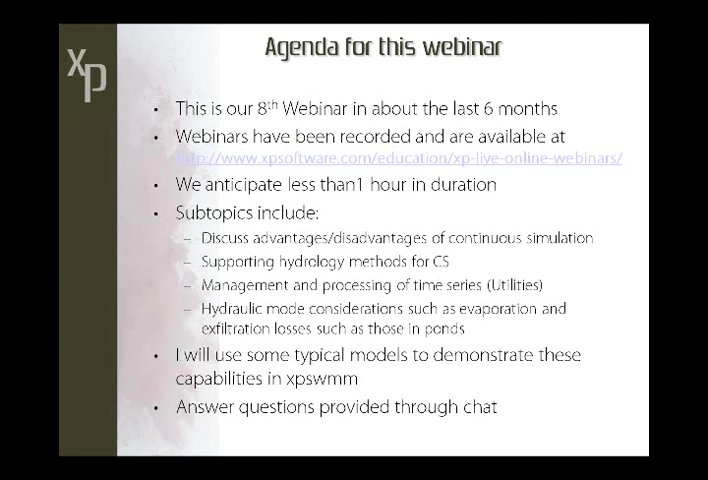 xp
Agenda for this webinar
• This is our 8th Webinar in about the last 6 months
• Webinars have been recorded and are available at
http://www.xpsoftware.com/education/xp-live-online-webinars/
• We anticipate less than1 hour in duration
• Subtopics include:
– Discuss advantages/disadvantages of continuous simulation
– Supporting hydrology methods for CS
– Management and processing of time series (Utilities)
– Hydraulic mode considerations such as evaporation and
exfiltration losses such as those in ponds
• I will use some typical models to demonstrate these
capabilities in xpswmm
• Answer questions provided through chat